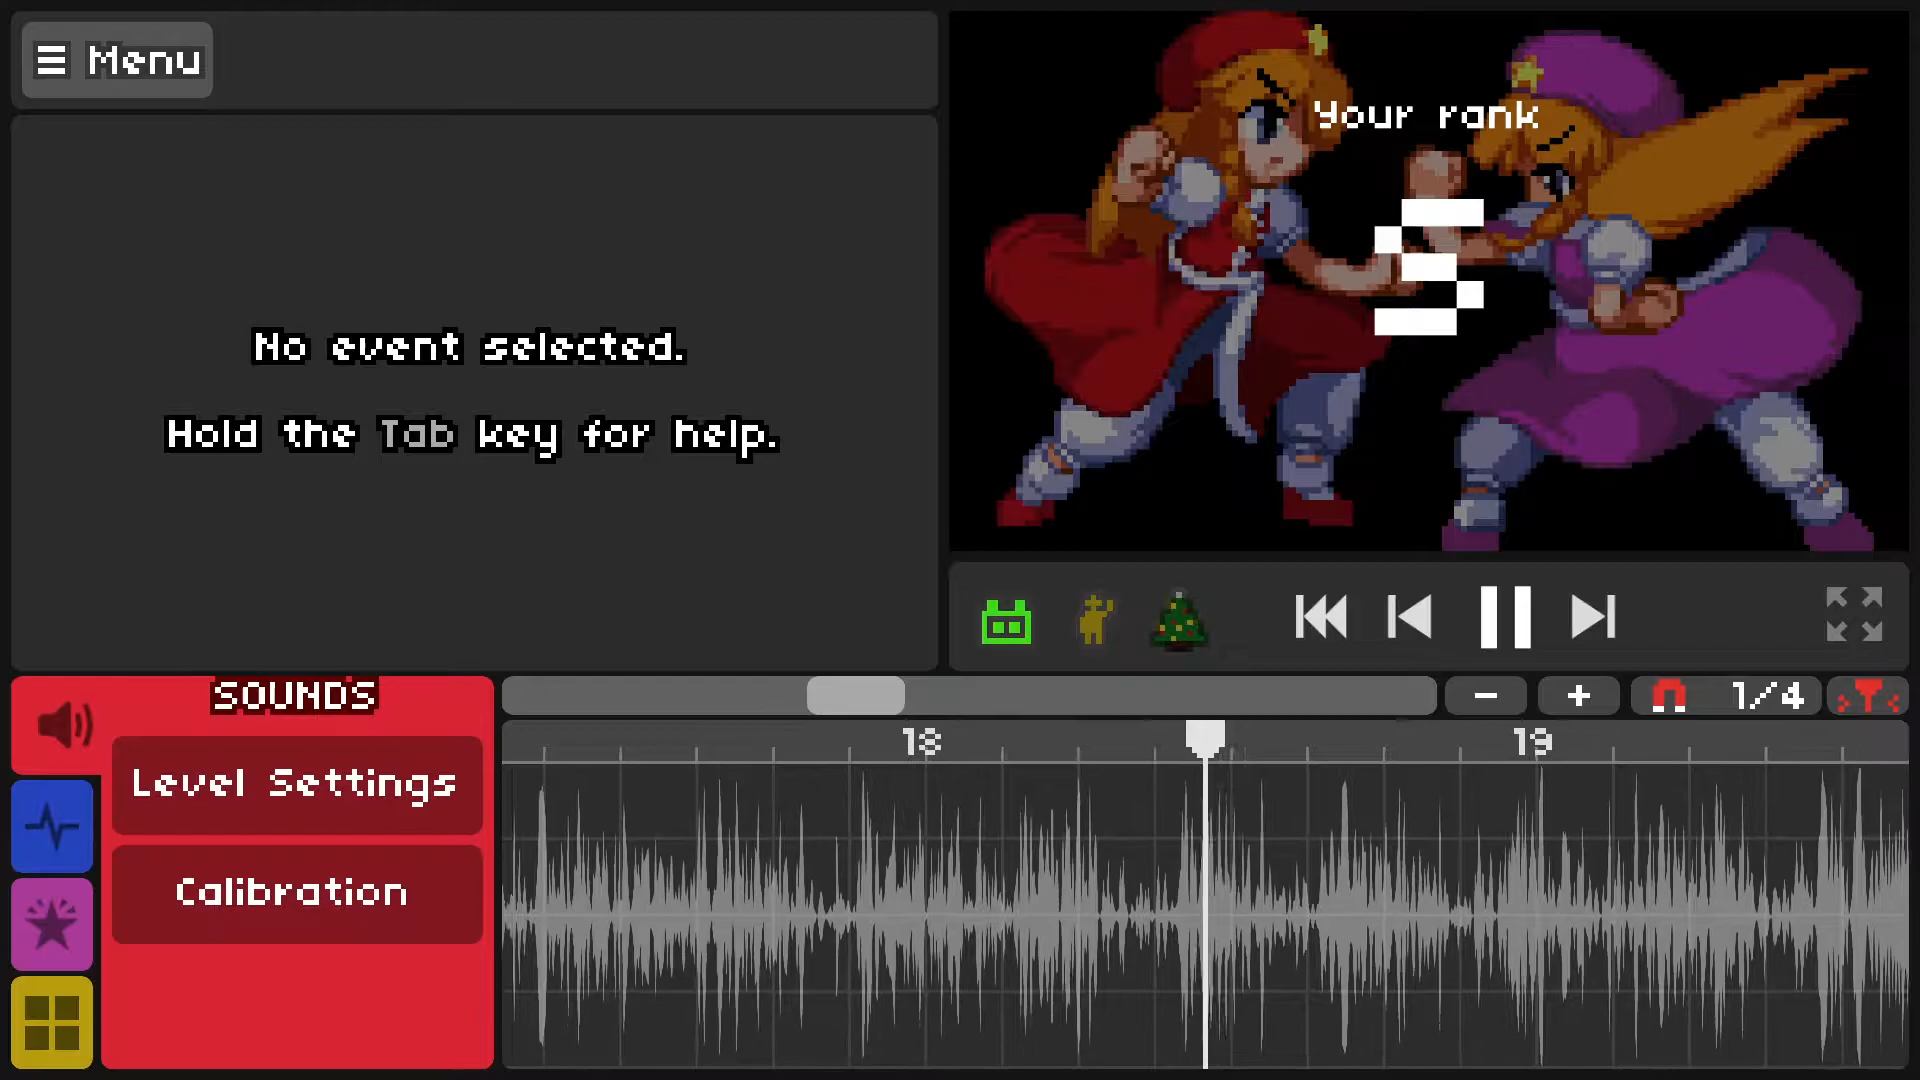 Menu
Your rank
S
No event selected.
Hold the Tab key for help.
SOUNDS
Level Settings
Calibration
- + 1/4
18 19